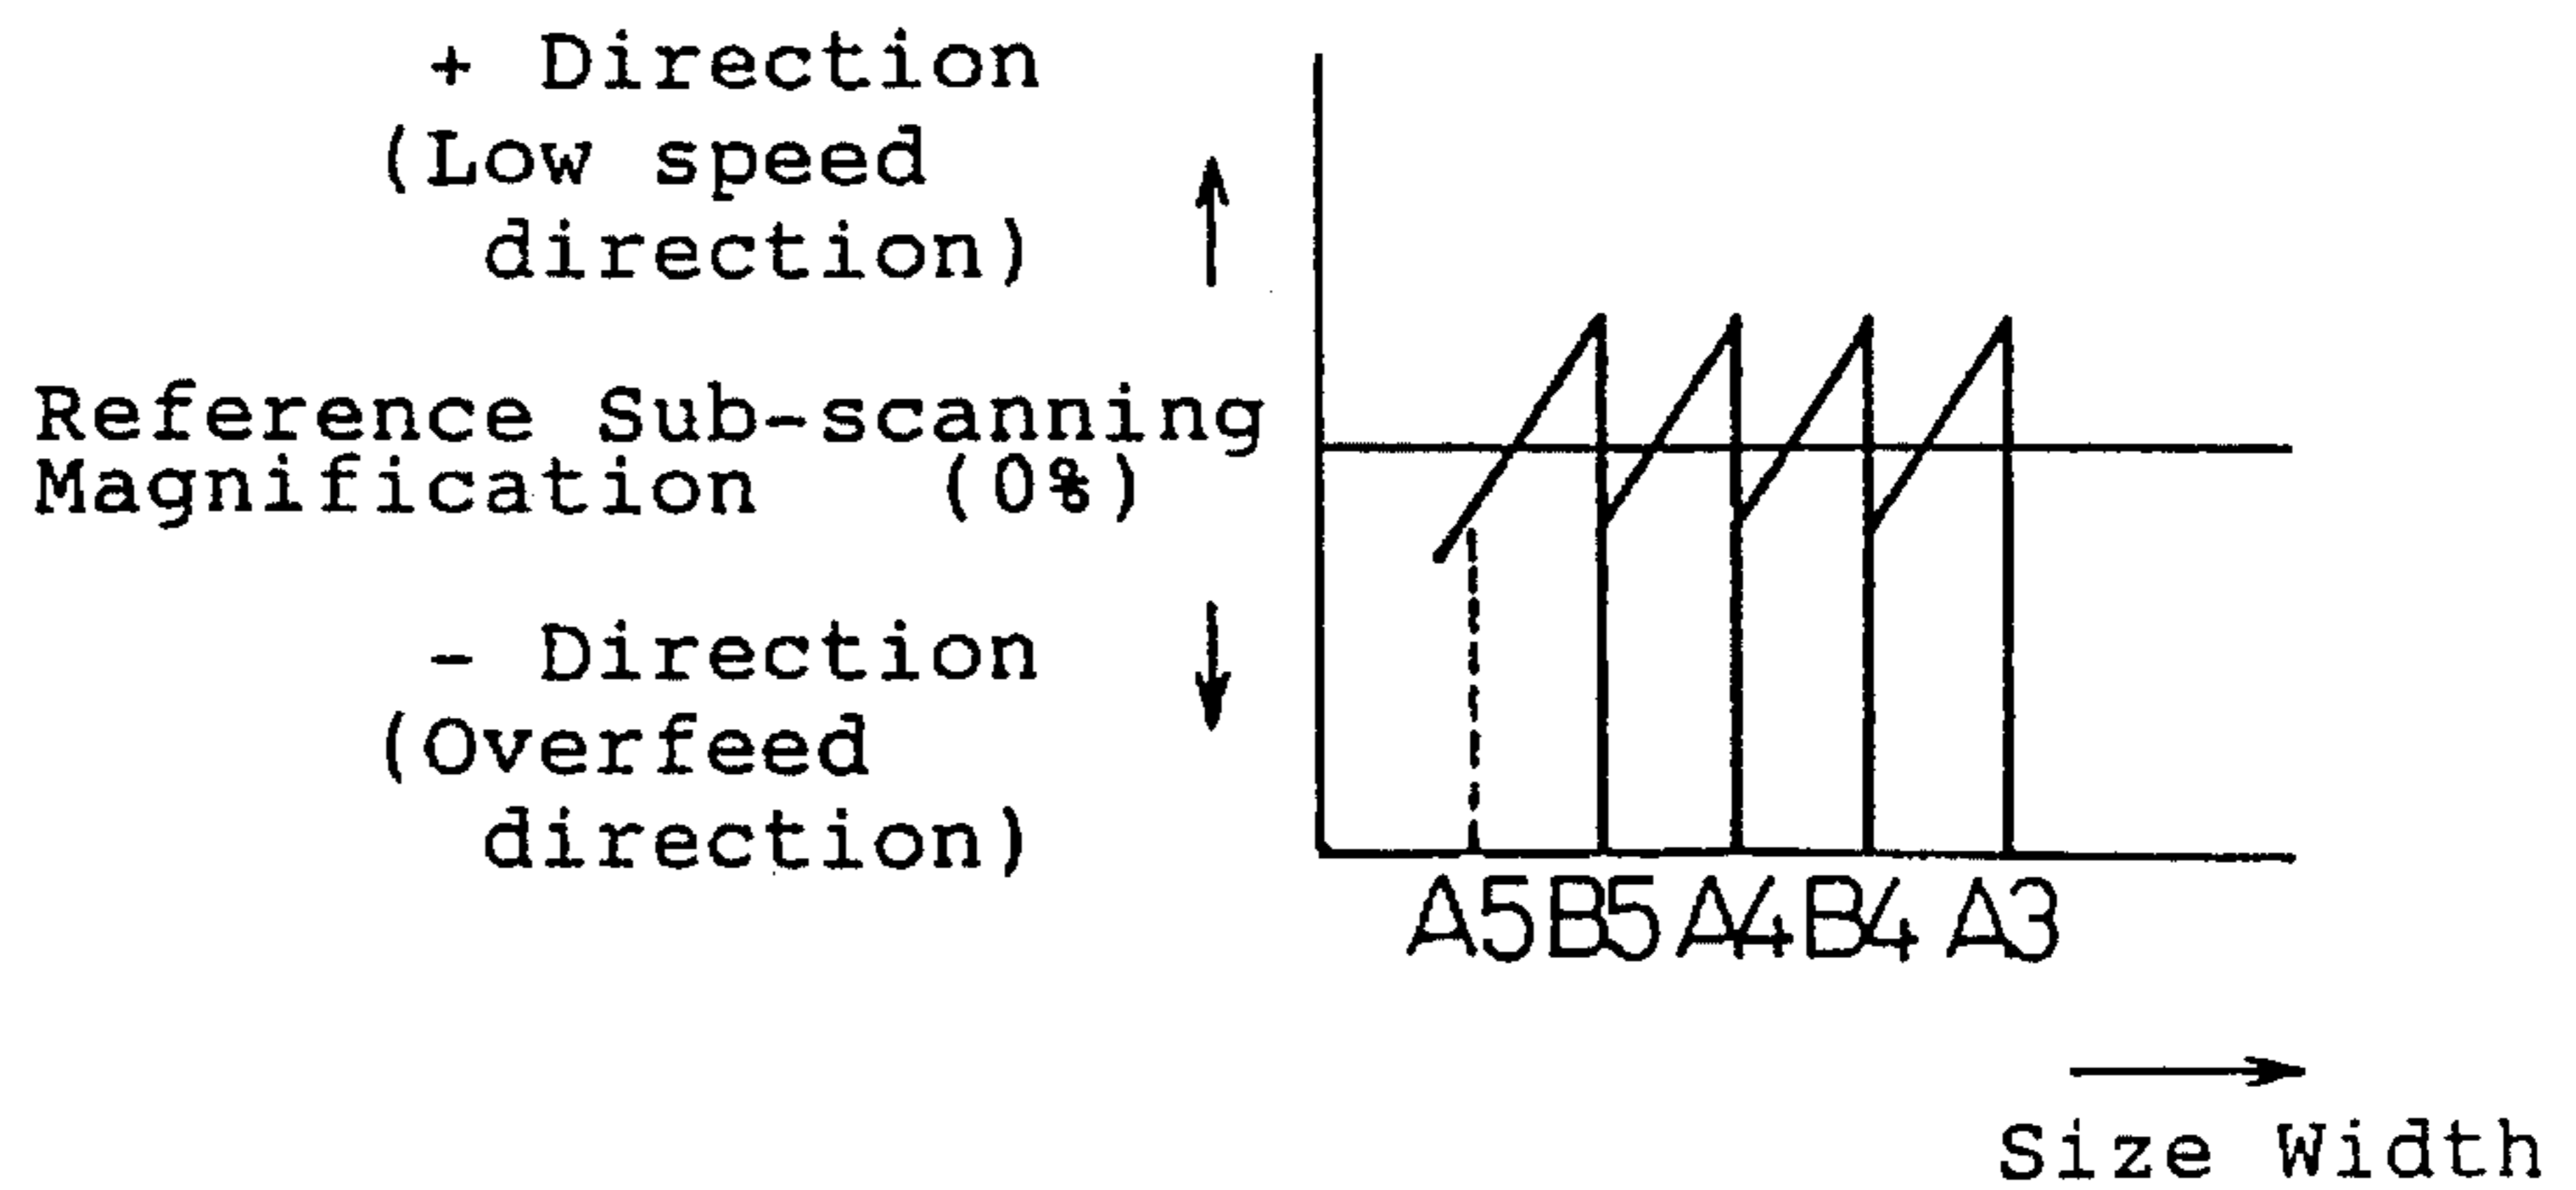 + Direction
(Low speed
direction)
Reference Sub-scanning
Magnification (0%)
- Direction
(Overfeed
direction)
A5 B5 A4 B4 A3
Size Width